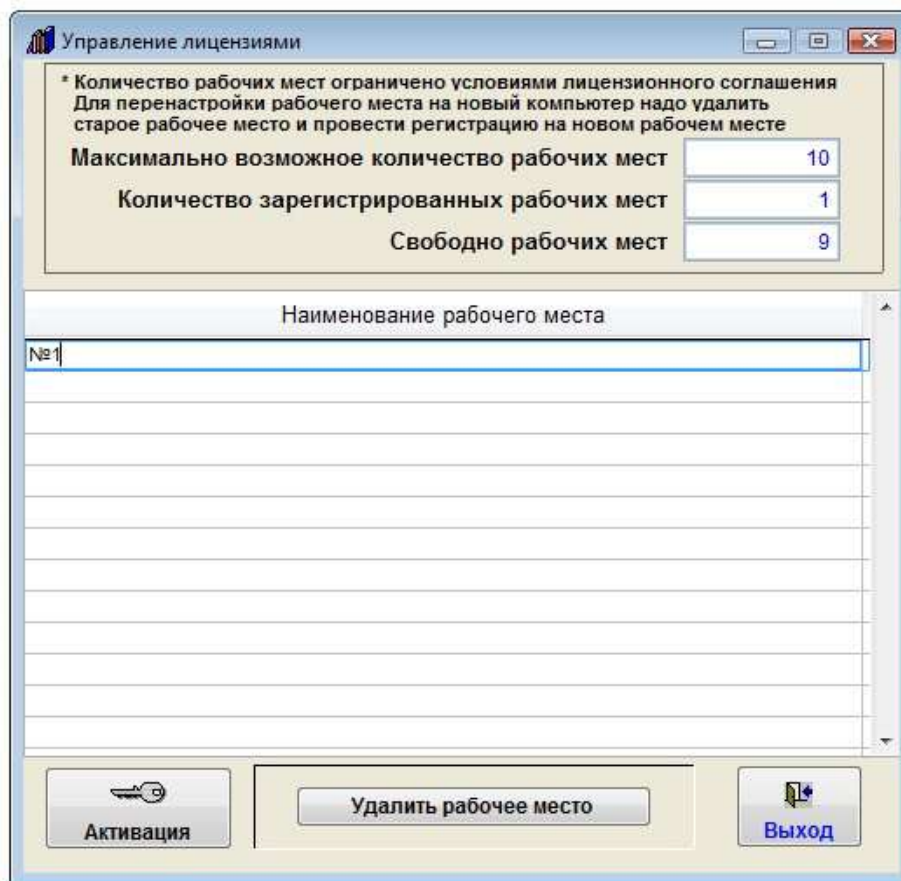 Управление лицензиями
* Количество рабочих мест ограничено условиями лицензионного соглашения
Для перенастройки рабочего места на новый компьютер надо удалить
старое рабочее место и провести регистрацию на новом рабочем месте
Максимально возможное количество рабочих мест 10
Количество зарегистрированных рабочих мест 1
Свободно рабочих мест 9
Наименование рабочего места
№1
Активация
Удалить рабочее место
Выход